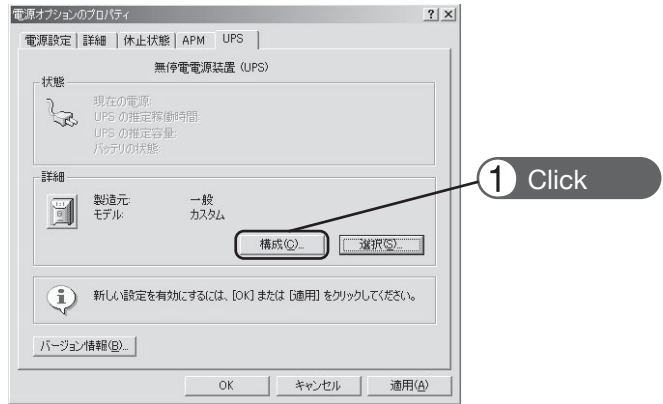 電源オプションのプロパティ
電源設定 詳細 休止状態 APM UPS
無停電電源装置 (UPS)
状態
現在の電源:
UPS の推定稼働時間:
UPS の推定容量:
バッテリの状態:
詳細
製造元: 一般
モデル: カスタム
構成(C)... 選択(S)...
1 Click
新しい設定を有効にするには、[OK] または [適用] をクリックしてください。
バージョン情報(B)...
OK キャンセル 適用(A)